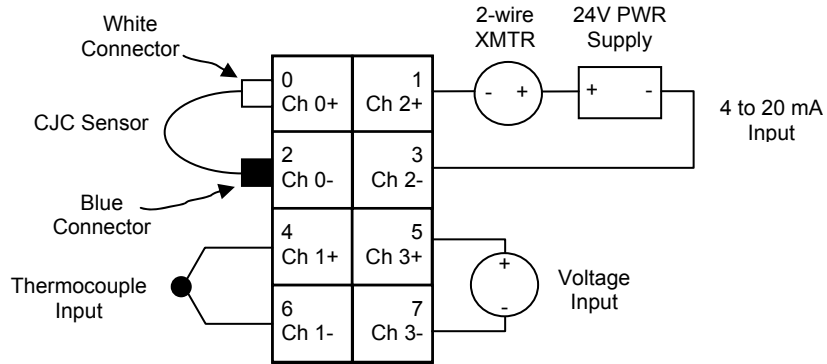 White
Connector
CJC Sensor
Blue
Connector
Thermocouple
Input
0
Ch 0+
1
Ch 2+
2
Ch 0-
3
Ch 2-
4
Ch 1+
5
Ch 3+
6
Ch 1-
7
Ch 3-
2-wire
XMTR
- +
24V PWR
Supply
+ -
4 to 20 mA
Input
+
-
Voltage
Input